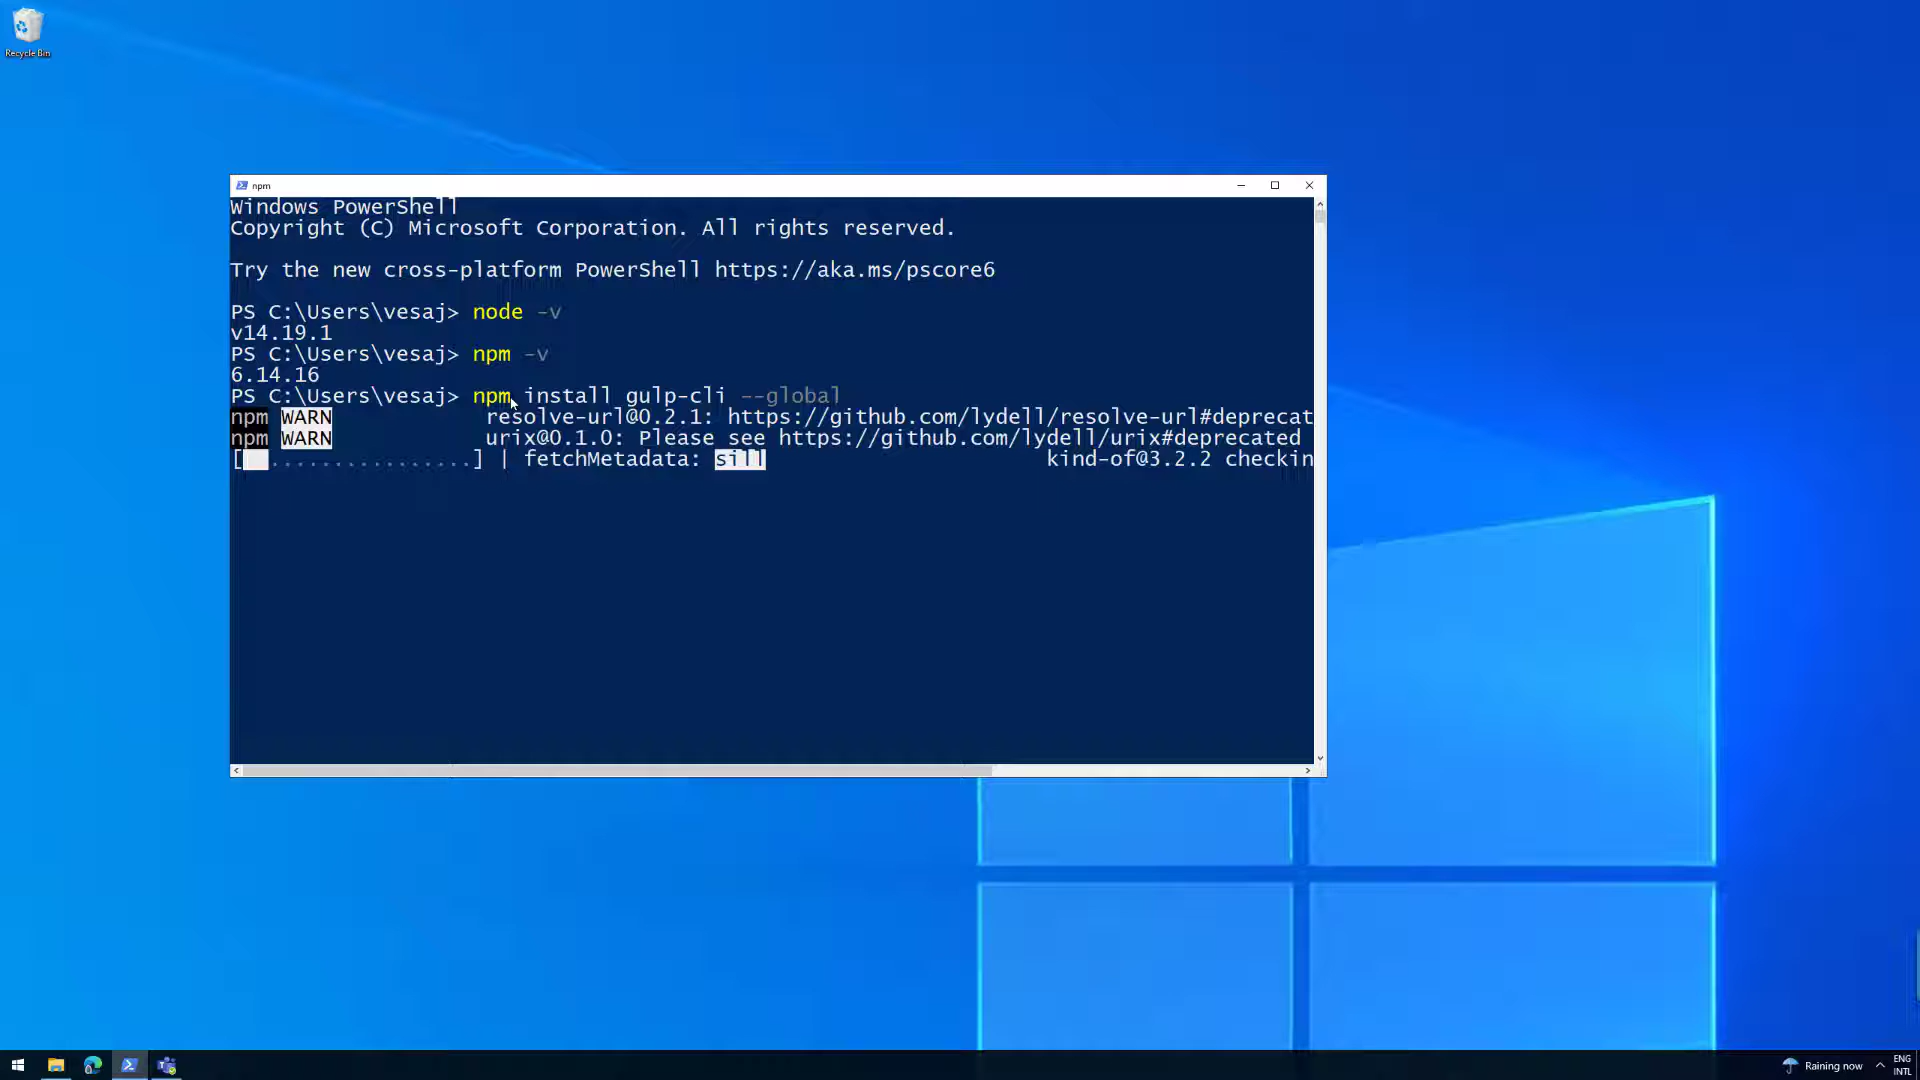 Recycle Bin
npm
Windows PowerShell
Copyright (C) Microsoft Corporation. All rights reserved.
Try the new cross-platform PowerShell https://aka.ms/pscore6
PS C:\Users\vesaj> node -v
v14.19.1
PS C:\Users\vesaj> npm -v
6.14.16
PS C:\Users\vesaj> npm install gulp-cli --global
npm WARN resolve-url@0.2.1: https://github.com/lydell/resolve-url#deprecat
npm WARN urix@0.1.0: Please see https://github.com/lydell/urix#deprecated
[ ................] | fetchMetadata: sill kind-of@3.2.2 checkin
Raining now
ENG
INTL